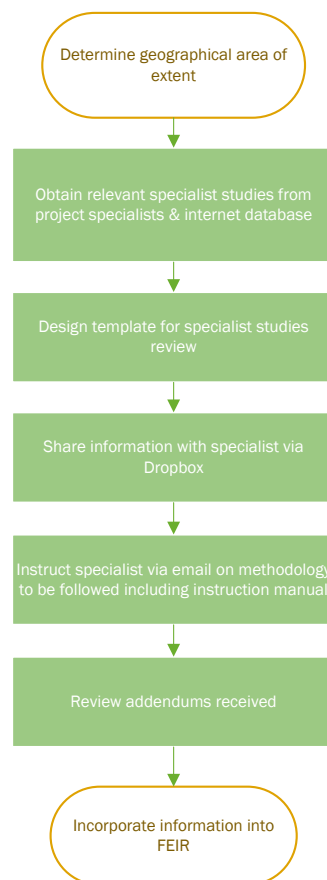 Determine geographical area of
extent
Obtain relevant specialist studies from
project specialists & internet database
Design template for specialist studies
review
Share information with specialist via
Dropbox
Instruct specialist via email on methodology
to be followed including instruction manual
Review addendums received
Incorporate information into
FEIR